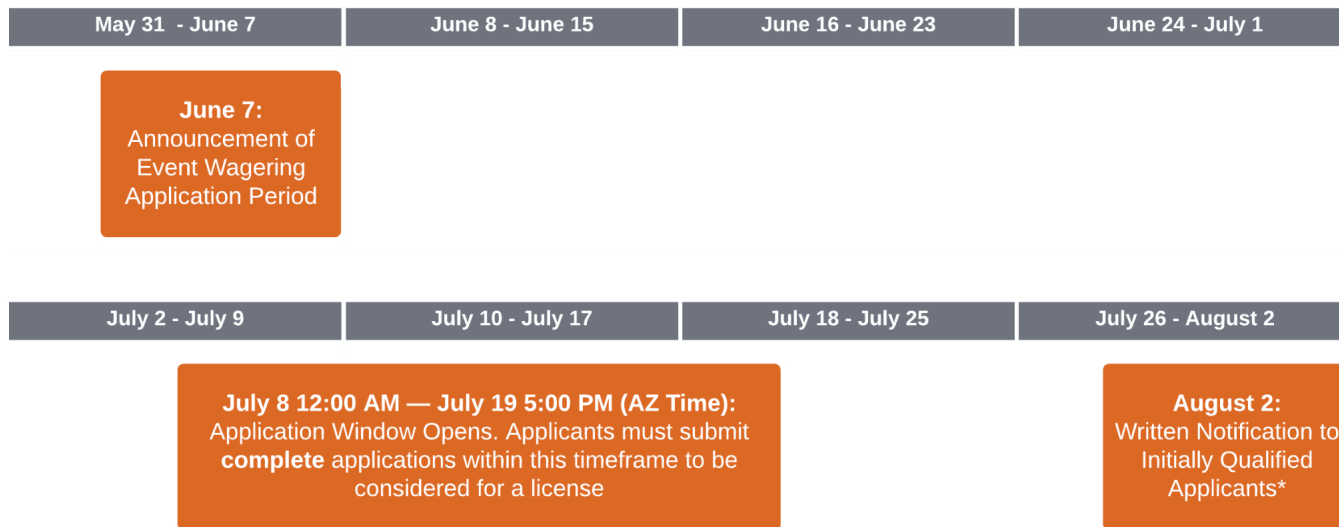 May 31 - June 7
June 8 - June 15
June 16 - June 23
June 24 - July 1
June 7:
Announcement of
Event Wagering
Application Period
July 2 - July 9
July 10 - July 17
July 18 - July 25
July 26 - August 2
July 8 12:00 AM — July 19 5:00 PM (AZ Time):
Application Window Opens. Applicants must submit
complete applications within this timeframe to be
considered for a license
August 2:
Written Notification to
Initially Qualified
Applicants*